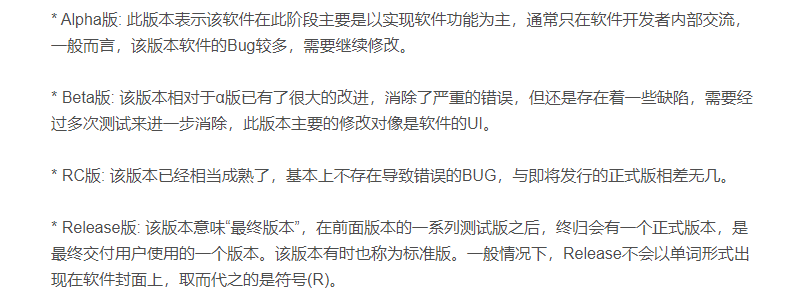 * Alpha版: 此版本表示该软件在此阶段主要是以实现软件功能为主，通常只在软件开发者内部交流，
一般而言，该版本软件的Bug较多，需要继续修改。
* Beta版: 该版本相对于α版已有了很大的改进，消除了严重的错误，但还是存在着一些缺陷，需要经
过多次测试来进一步消除，此版本主要的修改对像是软件的UI。
* RC版: 该版本已经相当成熟了，基本上不存在导致错误的BUG，与即将发行的正式版相差无几。
* Release版: 该版本意味“最终版本”，在前面版本的一系列测试版之后，终归会有一个正式版本，是
最终交付用户使用的一个版本。该版本有时也称为标准版。一般情况下，Release不会以单词形式出
现在软件封面上，取而代之的是符号(R)。